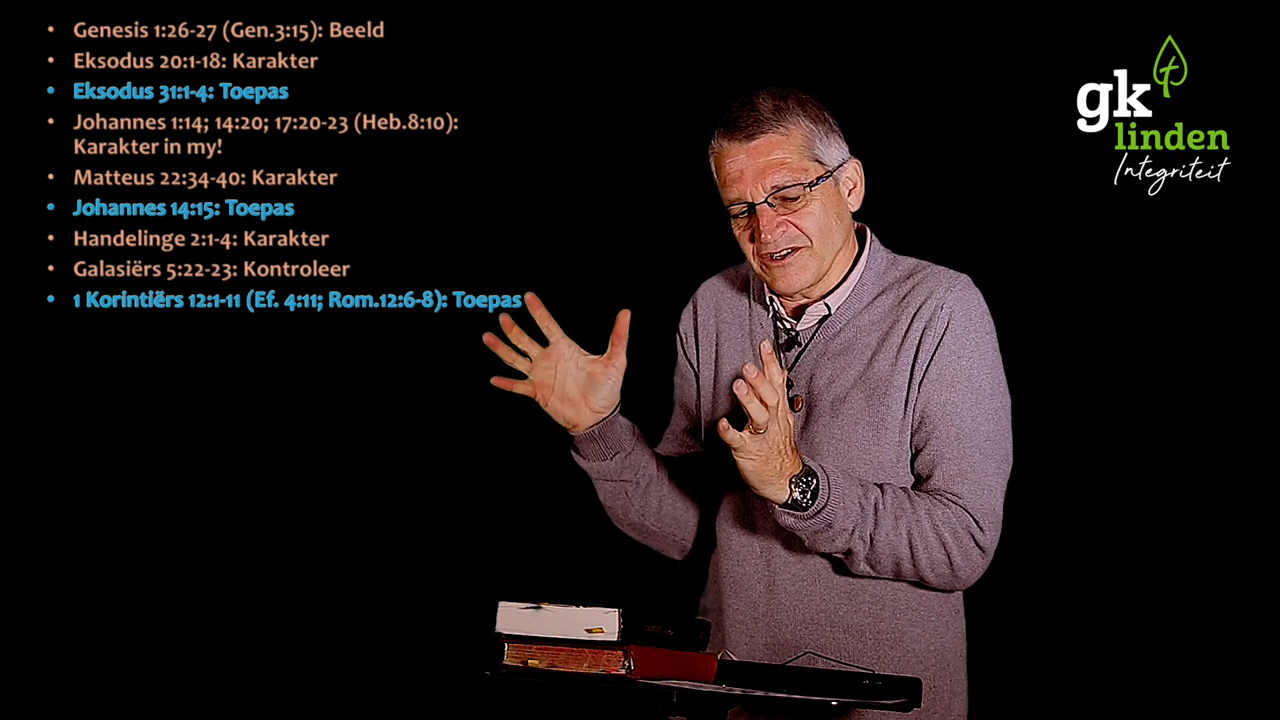 Genesis 1:26-27 (Gen.3:15): Beeld
Eksodus 20:1-18: Karakter
Eksodus 31:1-4: Toepas
Johannes 1:14; 14:20; 17:20-23 (Heb.8:10):
Karakter in my!
Matteus 22:34-40: Karakter
Johannes 14:15: Toepas
Handelinge 2:1-4: Karakter
Galasiërs 5:22-23: Kontroleer
1 Korintiërs 12:1-11 (Ef. 4:11; Rom.12:6-8): Toepas
gk
linden
Integriteit